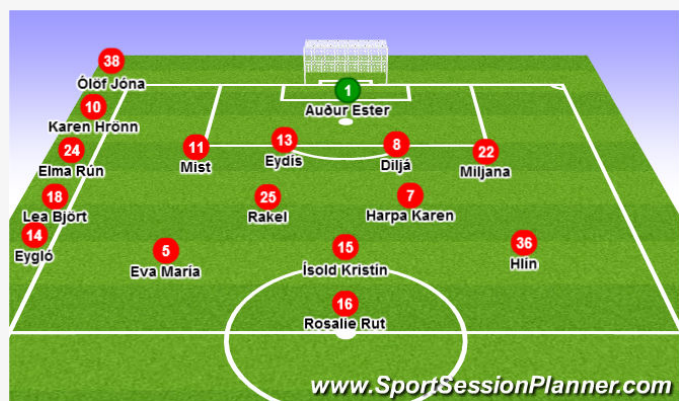 38
Ólöf Jóna
1
Auður Ester
10
Karen Hrönn
13
Eydís
8
Diljá
11
Mist
22
Miljana
24
Elma Rún
18
Lea Björt
25
Rakel
7
Harpa Karen
14
Eygló
5
Eva María
15
Ísold Kristín
36
Hlín
16
Rosalie Rut
www.SportSessionPlanner.com